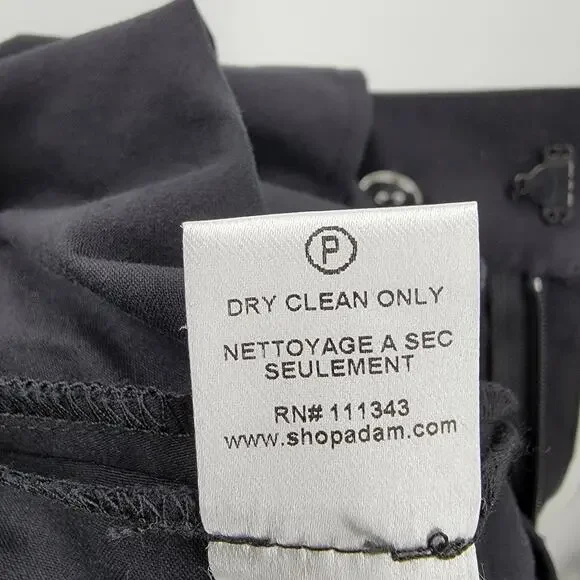 P
DRY CLEAN ONLY
NETTOYAGE A SEC
SEULEMENT
RN# 111343
www.shopadam.com